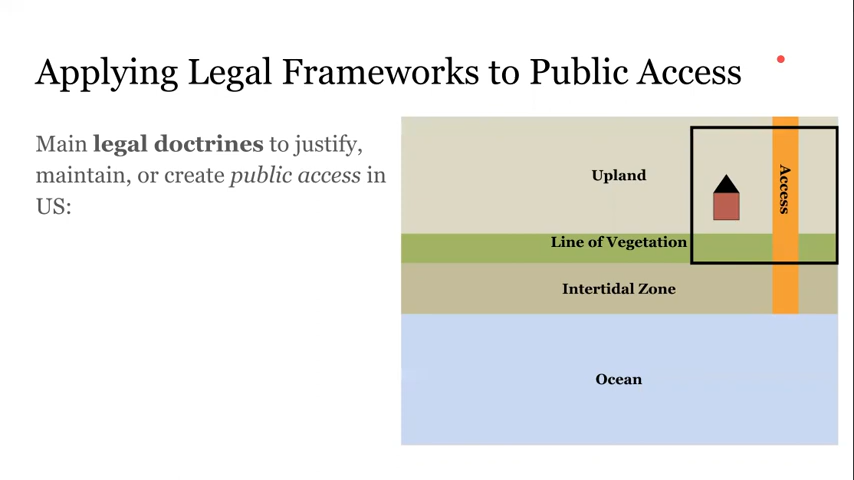 Applying Legal Frameworks to Public Access
Main legal doctrines to justify,
maintain, or create public access in
US:
Upland
Access
Line of Vegetation
Intertidal Zone
Ocean